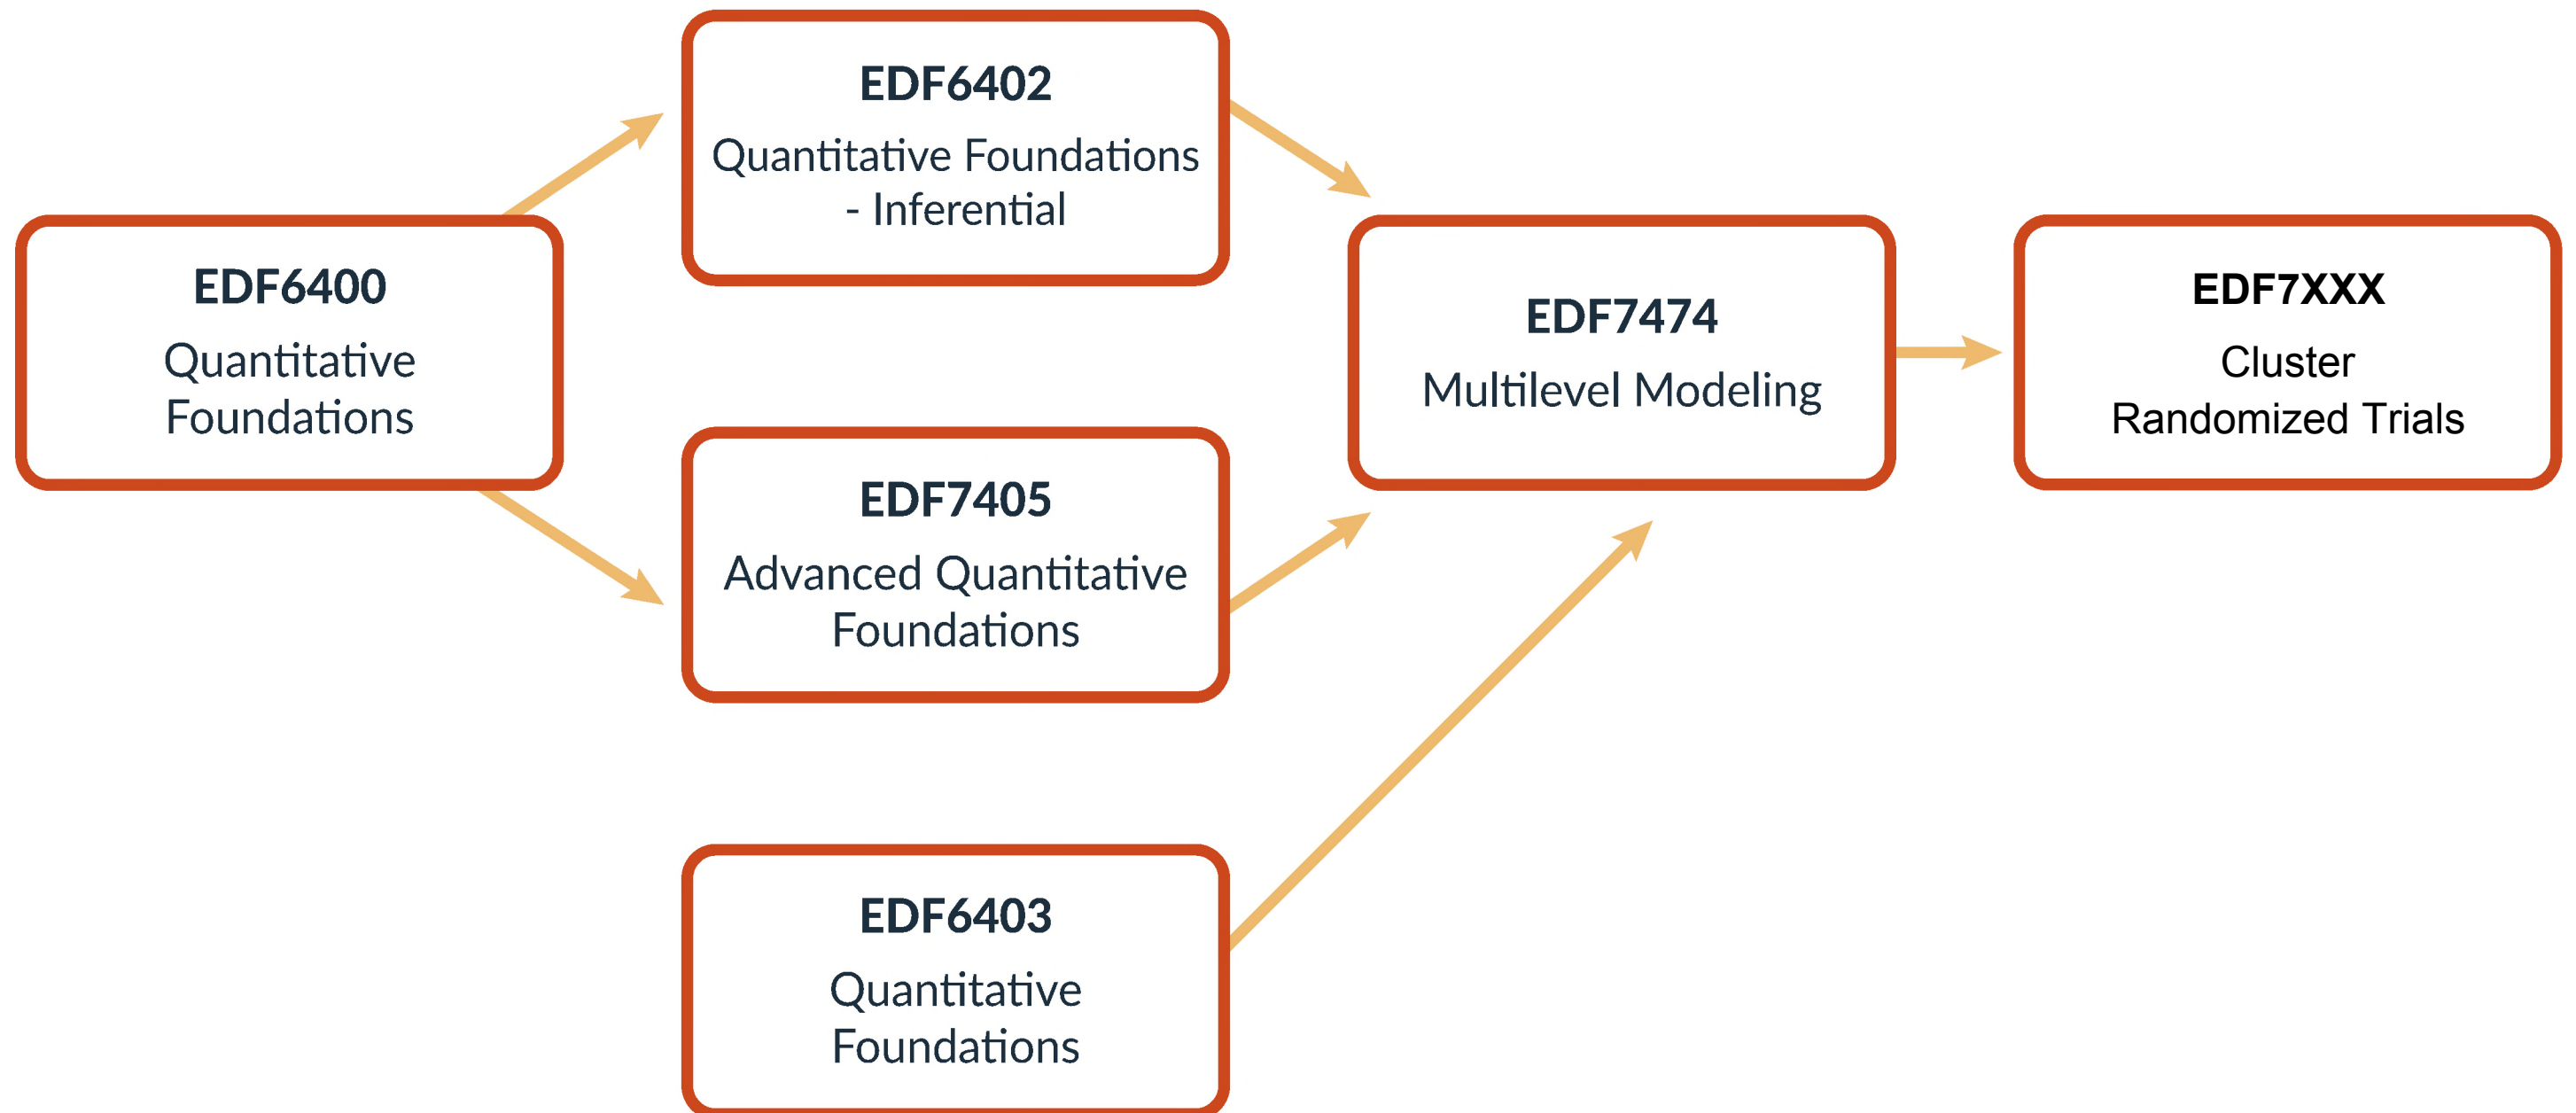 EDF6400
Quantitative
Foundations
EDF6402
Quantitative Foundations
- Inferential
EDF7405
Advanced Quantitative
Foundations
EDF6403
Quantitative
Foundations
EDF7474
Multilevel Modeling
EDF7XXX
Cluster
Randomized Trials